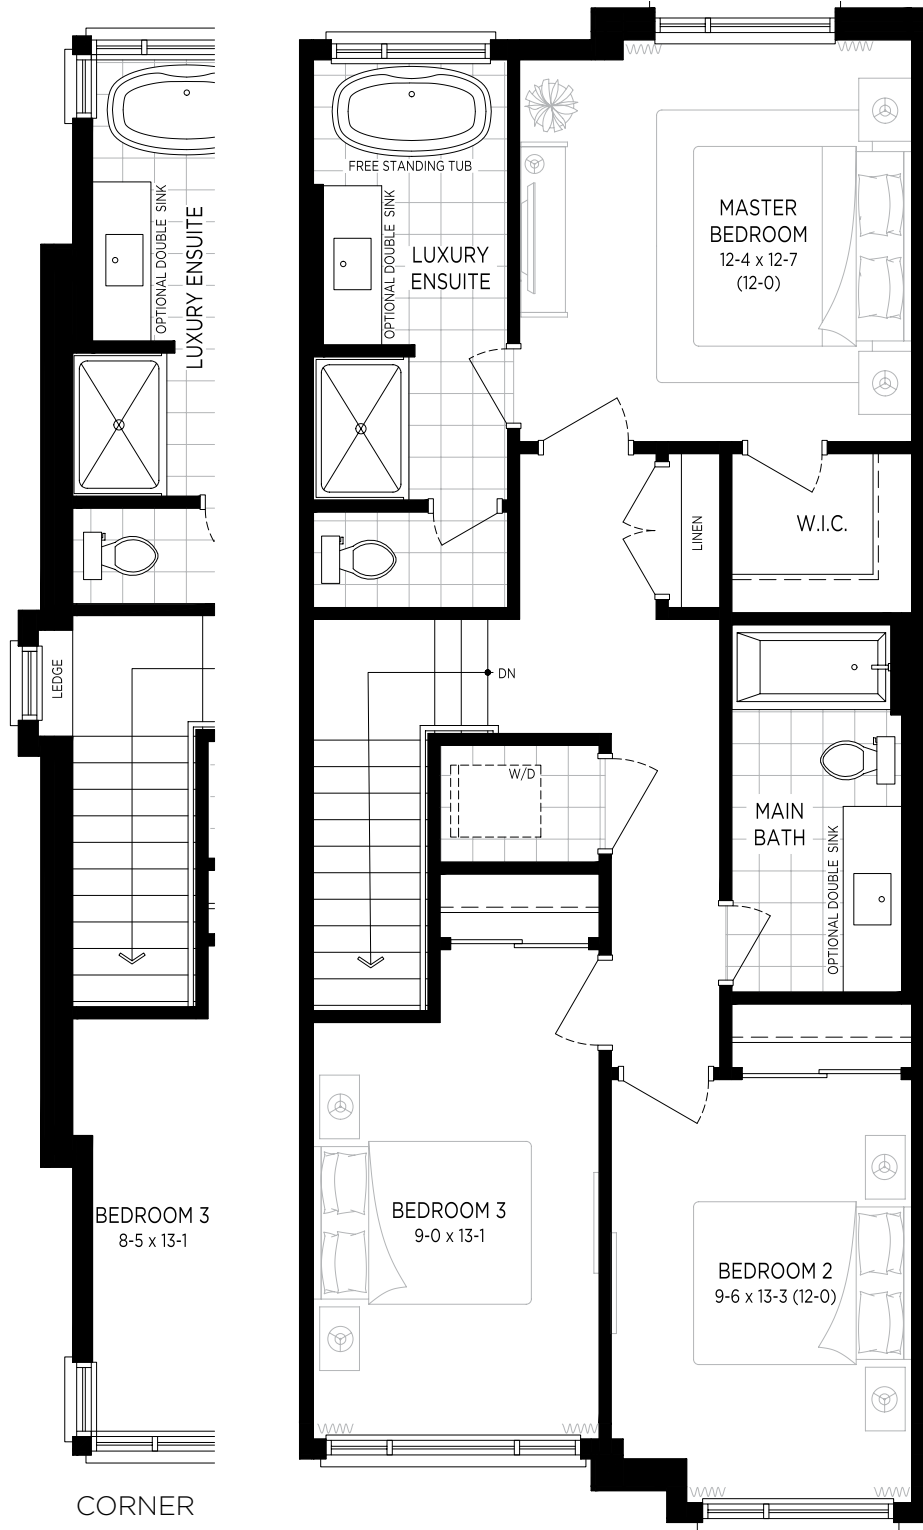 OPTIONAL DOUBLE SINK
LUXURY ENSUITE
LEDGE
BEDROOM 3
8-5 x 13-1
CORNER
FREE STANDING TUB
OPTIONAL DOUBLE SINK
LUXURY
ENSUITE
MASTER
BEDROOM
12-4 x 12-7
(12-0)
LINEN
W.I.C.
DN
W/D
MAIN
BATH
OPTIONAL DOUBLE SINK
BEDROOM 3
9-0 x 13-1
BEDROOM 2
9-6 x 13-3 (12-0)